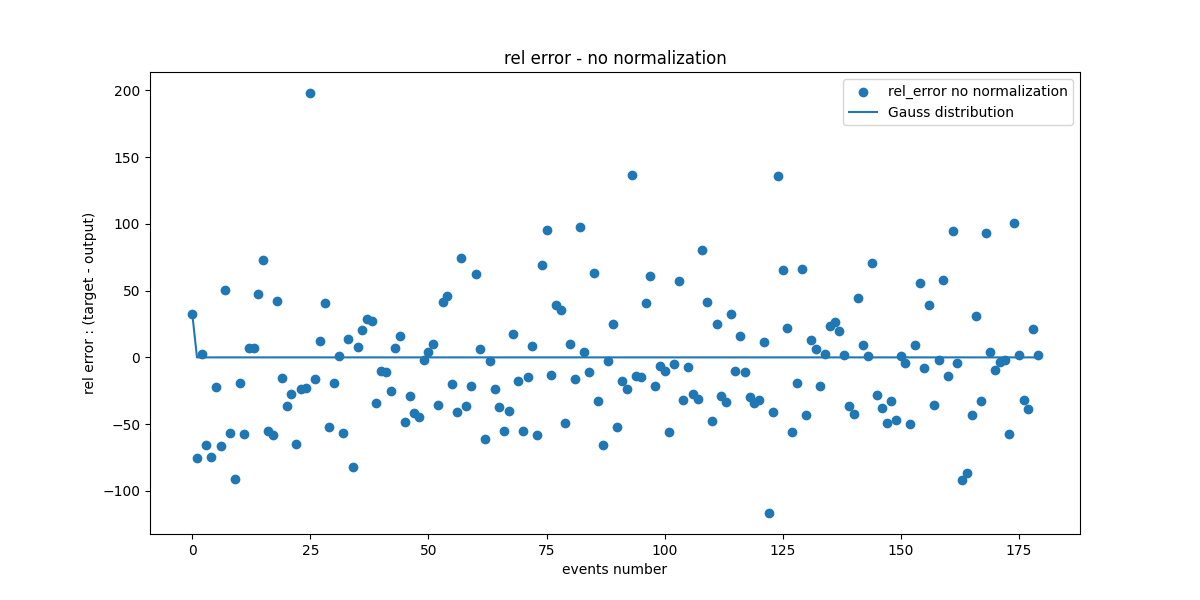 rel error - no normalization
rel_error no normalization
Gauss distribution
200
150
100
50
0
−50
−100
rel error : (target - output)
0 25 50 75 100 125 150 175
events number